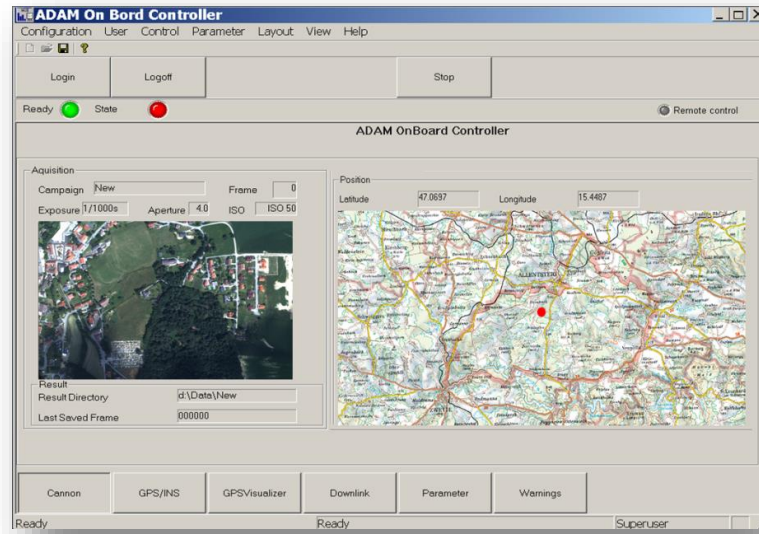 ADAM On Bord Controller
Configuration User Control Parameter Layout View Help
Login Logoff Stop
Ready State Remote control
ADAM OnBoard Controller
Aquisition
Campaign New Frame 0
Exposure 1/1000s Aperture 4.0 ISO ISO 50
Position
Latitude 47.0697 Longitude 15.4487
ALLENTSTEIG
ZWETTL
Result
Result Directory d:\Data\New
Last Saved Frame 000000
Cannon GPS/INS GPSVisualizer Downlink Parameter Warnings
Ready Ready Superuser